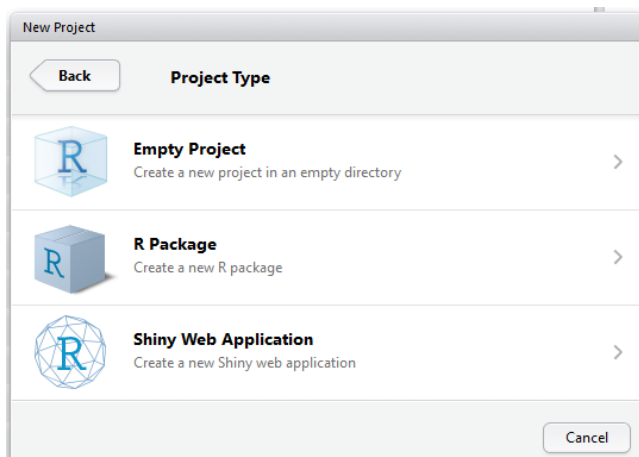 New Project
Back
Project Type
R
Empty Project
Create a new project in an empty directory
R
R Package
Create a new R package
R
Shiny Web Application
Create a new Shiny web application
Cancel